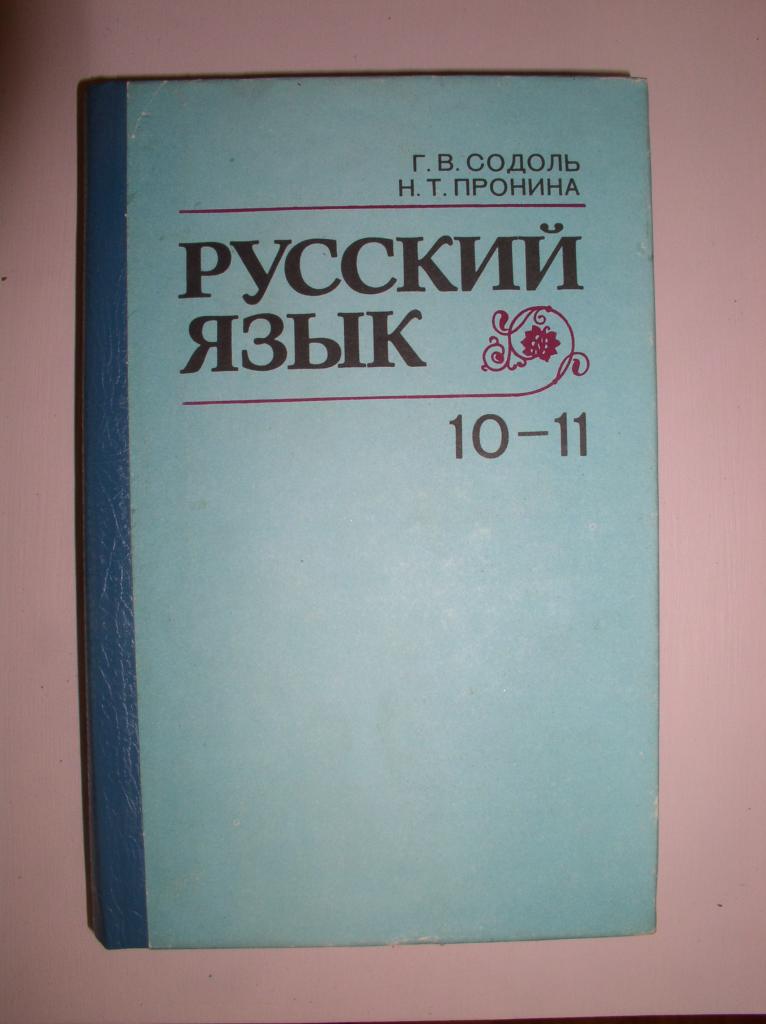 Г. В. СОДОЛЬ
Н. Т. ПРОНИНА
РУССКИЙ
ЯЗЫК
10–11